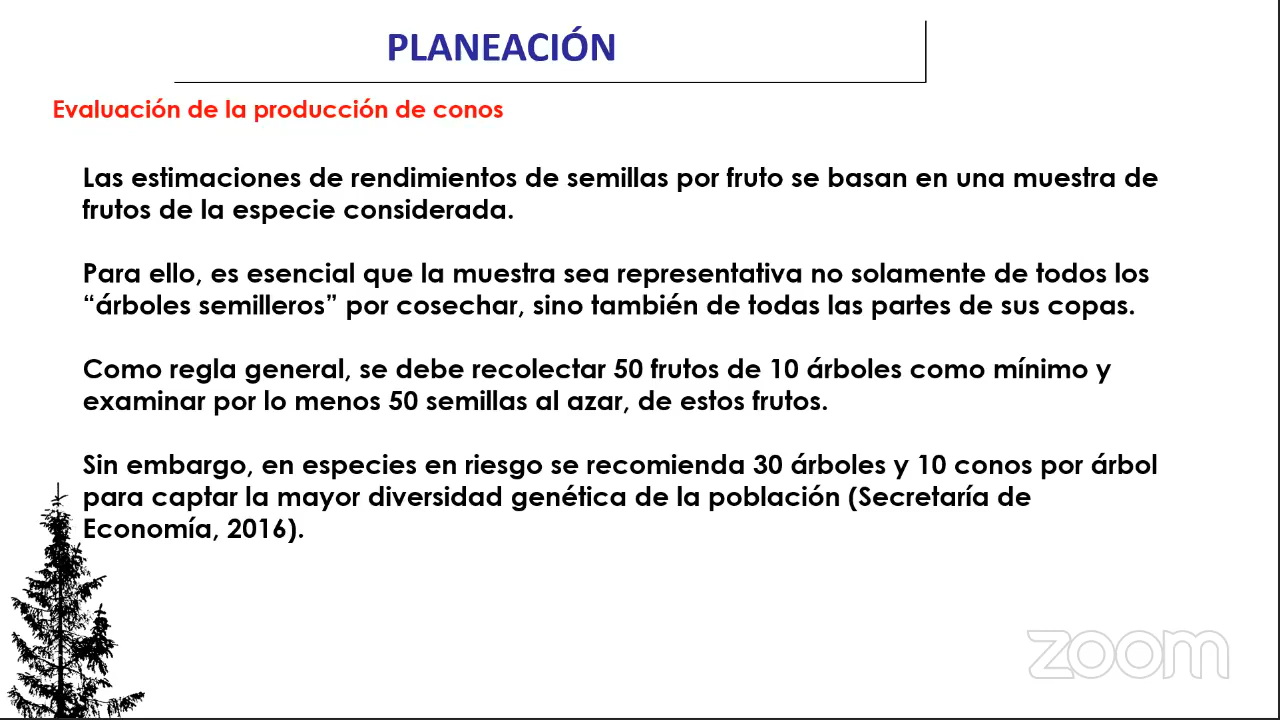 PLANEACIÓN
Evaluación de la producción de conos
Las estimaciones de rendimientos de semillas por fruto se basan en una muestra de
frutos de la especie considerada.
Para ello, es esencial que la muestra sea representativa no solamente de todos los
“árboles semilleros” por cosechar, sino también de todas las partes de sus copas.
Como regla general, se debe recolectar 50 frutos de 10 árboles como mínimo y
examinar por lo menos 50 semillas al azar, de estos frutos.
Sin embargo, en especies en riesgo se recomienda 30 árboles y 10 conos por árbol
para captar la mayor diversidad genética de la población (Secretaría de
Economía, 2016).
zoom